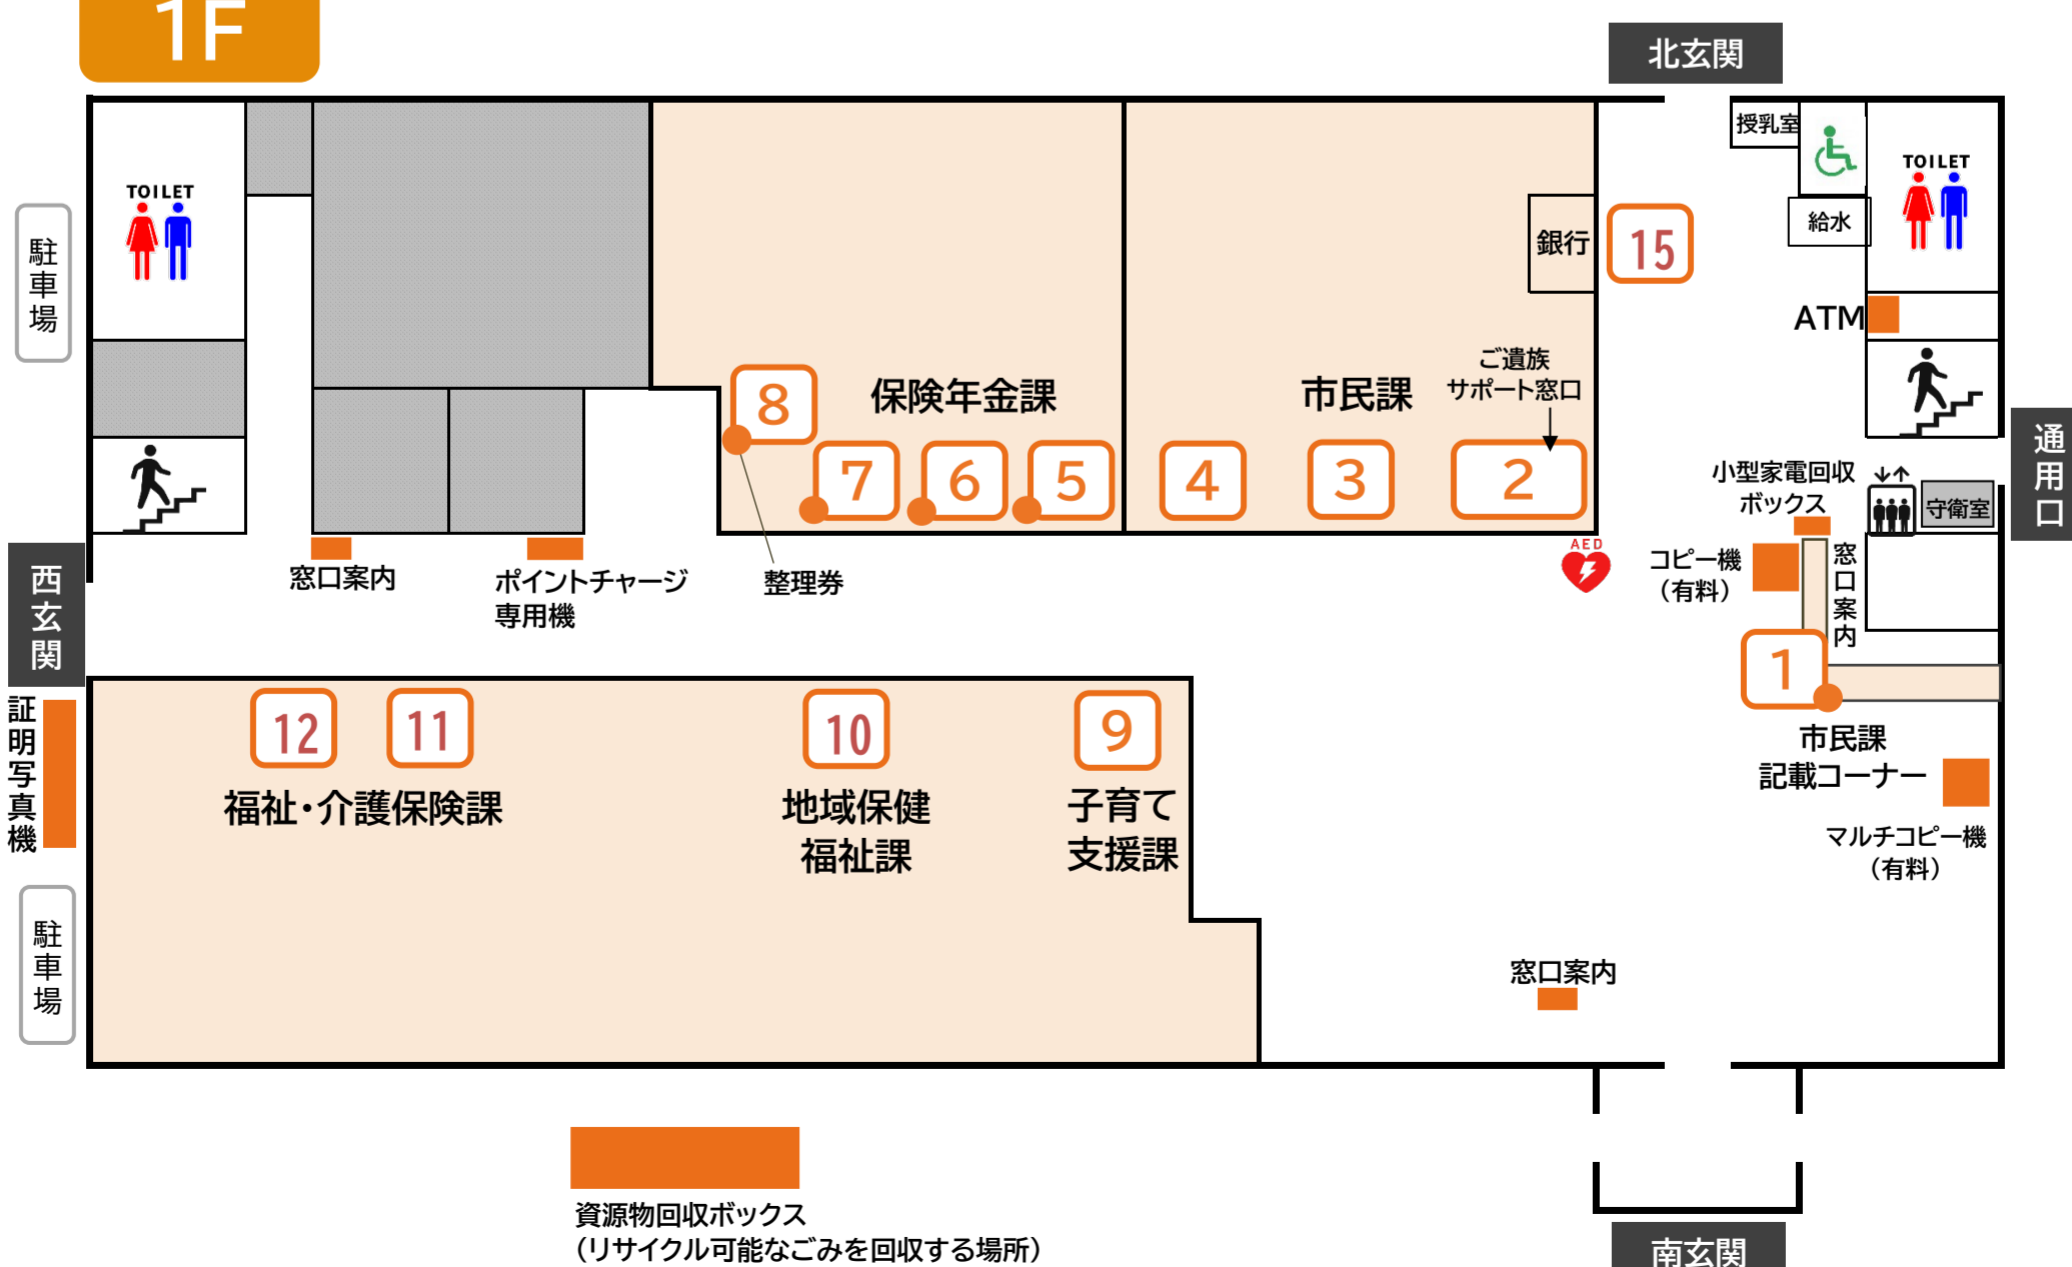 1F
北玄関
授乳室
TOILET
TOILET
駐車場
給水
銀行
15
ATM
ご遺族
サポート窓口
8
保険年金課
市民課
7
6
5
4
3
2
通用口
小型家電回収
ボックス
守衛室
AED
コピー機
（有料）
窓口案内
西玄関
窓口案内
ポイントチャージ
専用機
整理券
1
証明写真機
12
11
10
9
市民課
記載コーナー
福祉・介護保険課
地域保健
福祉課
子育て
支援課
マルチコピー機
（有料）
駐車場
窓口案内
資源物回収ボックス
（リサイクル可能なごみを回収する場所）
南玄関